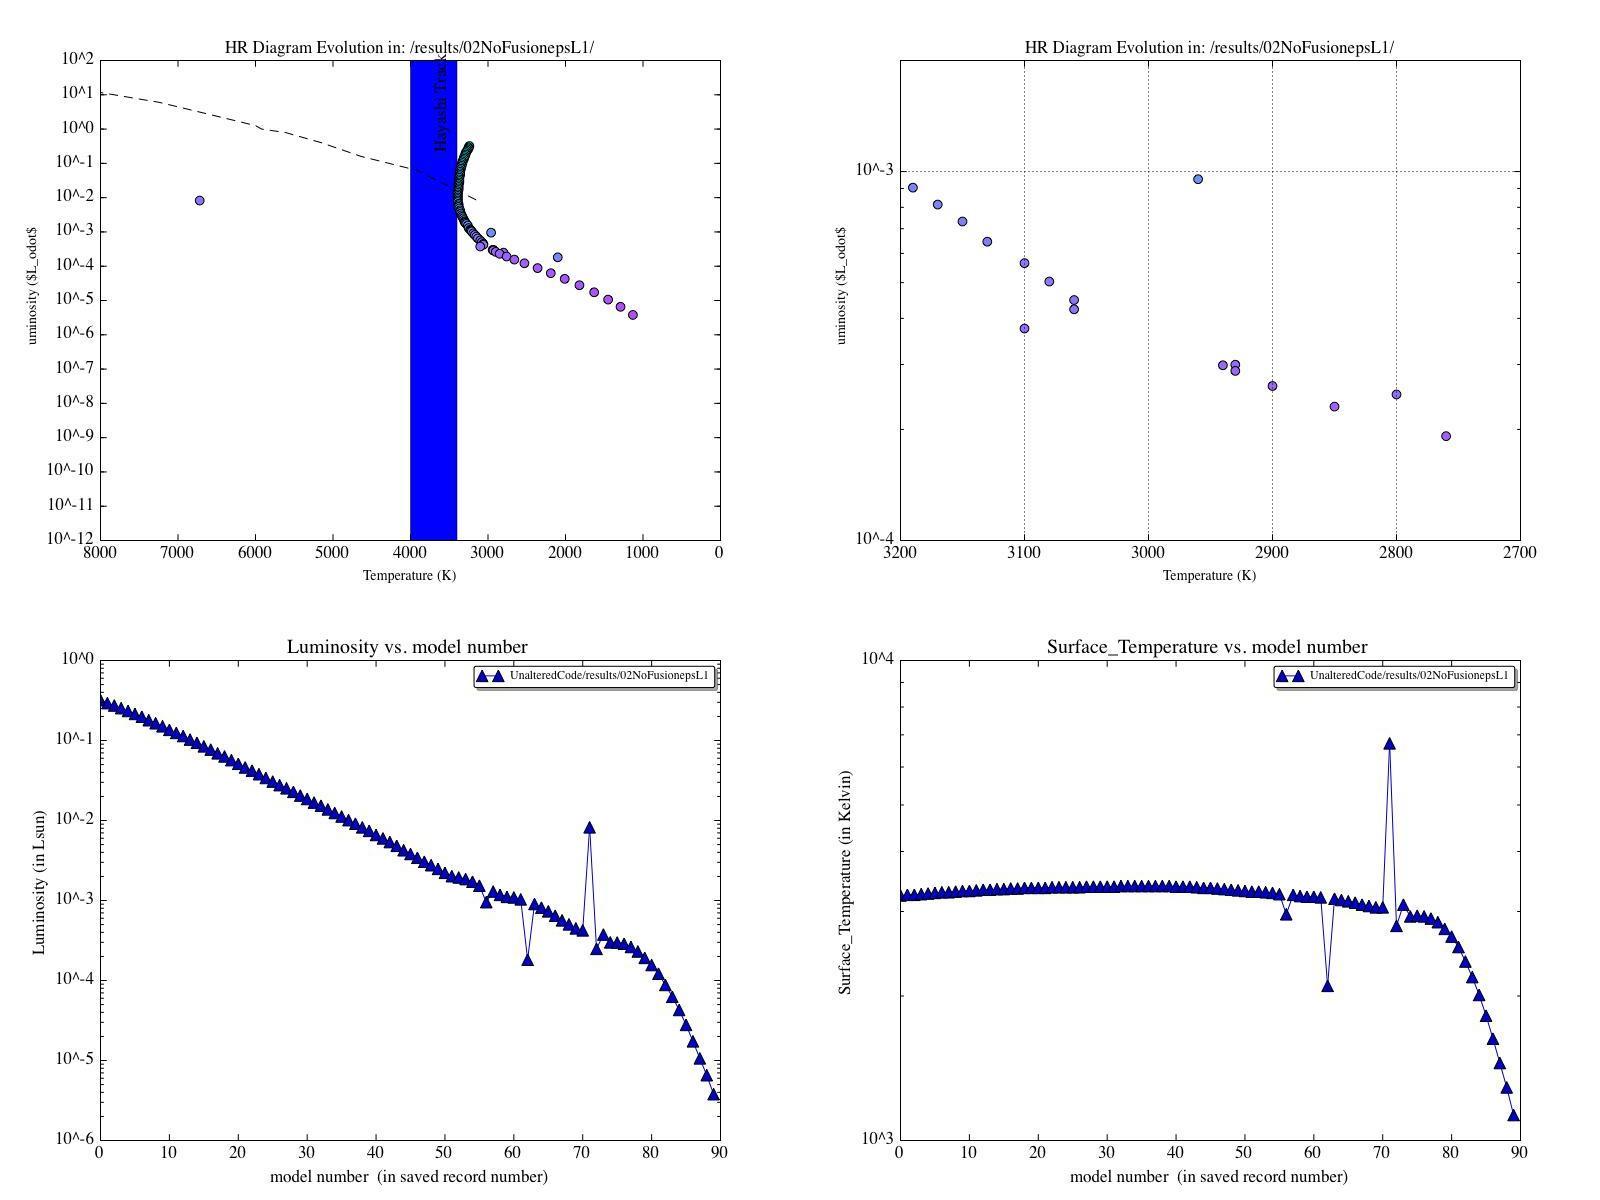 HR Diagram Evolution in: /results/02NoFusionepsL1/
10^2
10^1
10^0
10^-1
10^-2
10^-3
10^-4
10^-5
10^-6
10^-7
10^-8
10^-9
10^-10
10^-11
10^-12
uminosity ($L_odot$
Hayashi Track
8000 7000 6000 5000 4000 3000 2000 1000 0
Temperature (K)
HR Diagram Evolution in: /results/02NoFusionepsL1/
10^-3
10^-4
uminosity ($L_odot$
3200 3100 3000 2900 2800 2700
Temperature (K)
Luminosity vs. model number
10^0
10^-1
10^-2
10^-3
10^-4
10^-5
10^-6
Luminosity (in Lsun)
UnalteredCode/results/02NoFusionepsL1
0 10 20 30 40 50 60 70 80 90
model number (in saved record number)
Surface_Temperature vs. model number
10^4
10^3
Surface_Temperature (in Kelvin)
UnalteredCode/results/02NoFusionepsL1
0 10 20 30 40 50 60 70 80 90
model number (in saved record number)